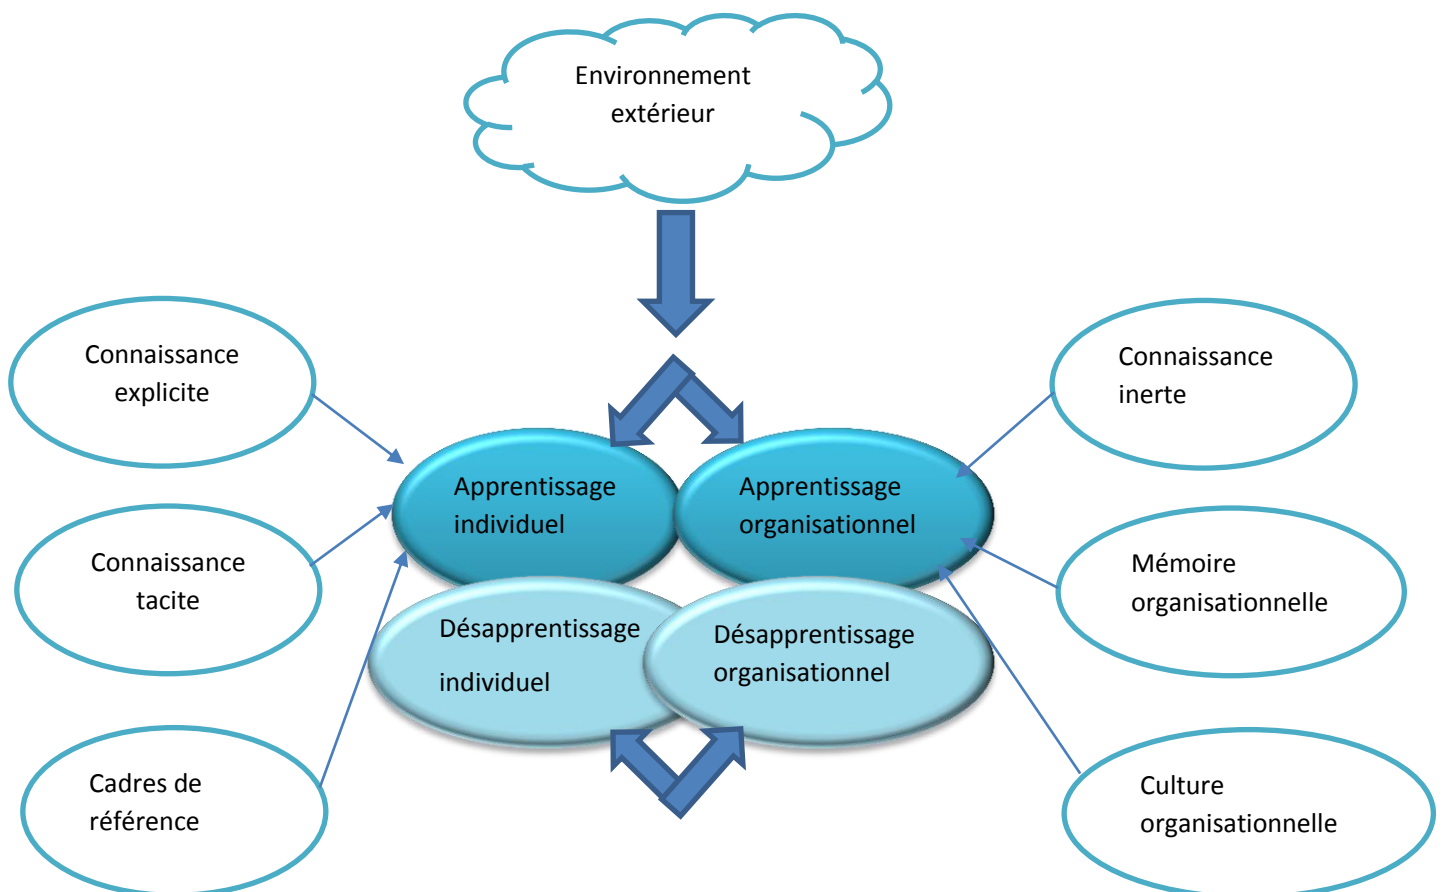 Environnement
extérieur
Connaissance
explicite
Connaissance
inerte
Apprentissage
individuel
Apprentissage
organisationnel
Connaissance
tacite
Mémoire
organisationnelle
Désapprentissage
individuel
Désapprentissage
organisationnel
Cadres de
référence
Culture
organisationnelle